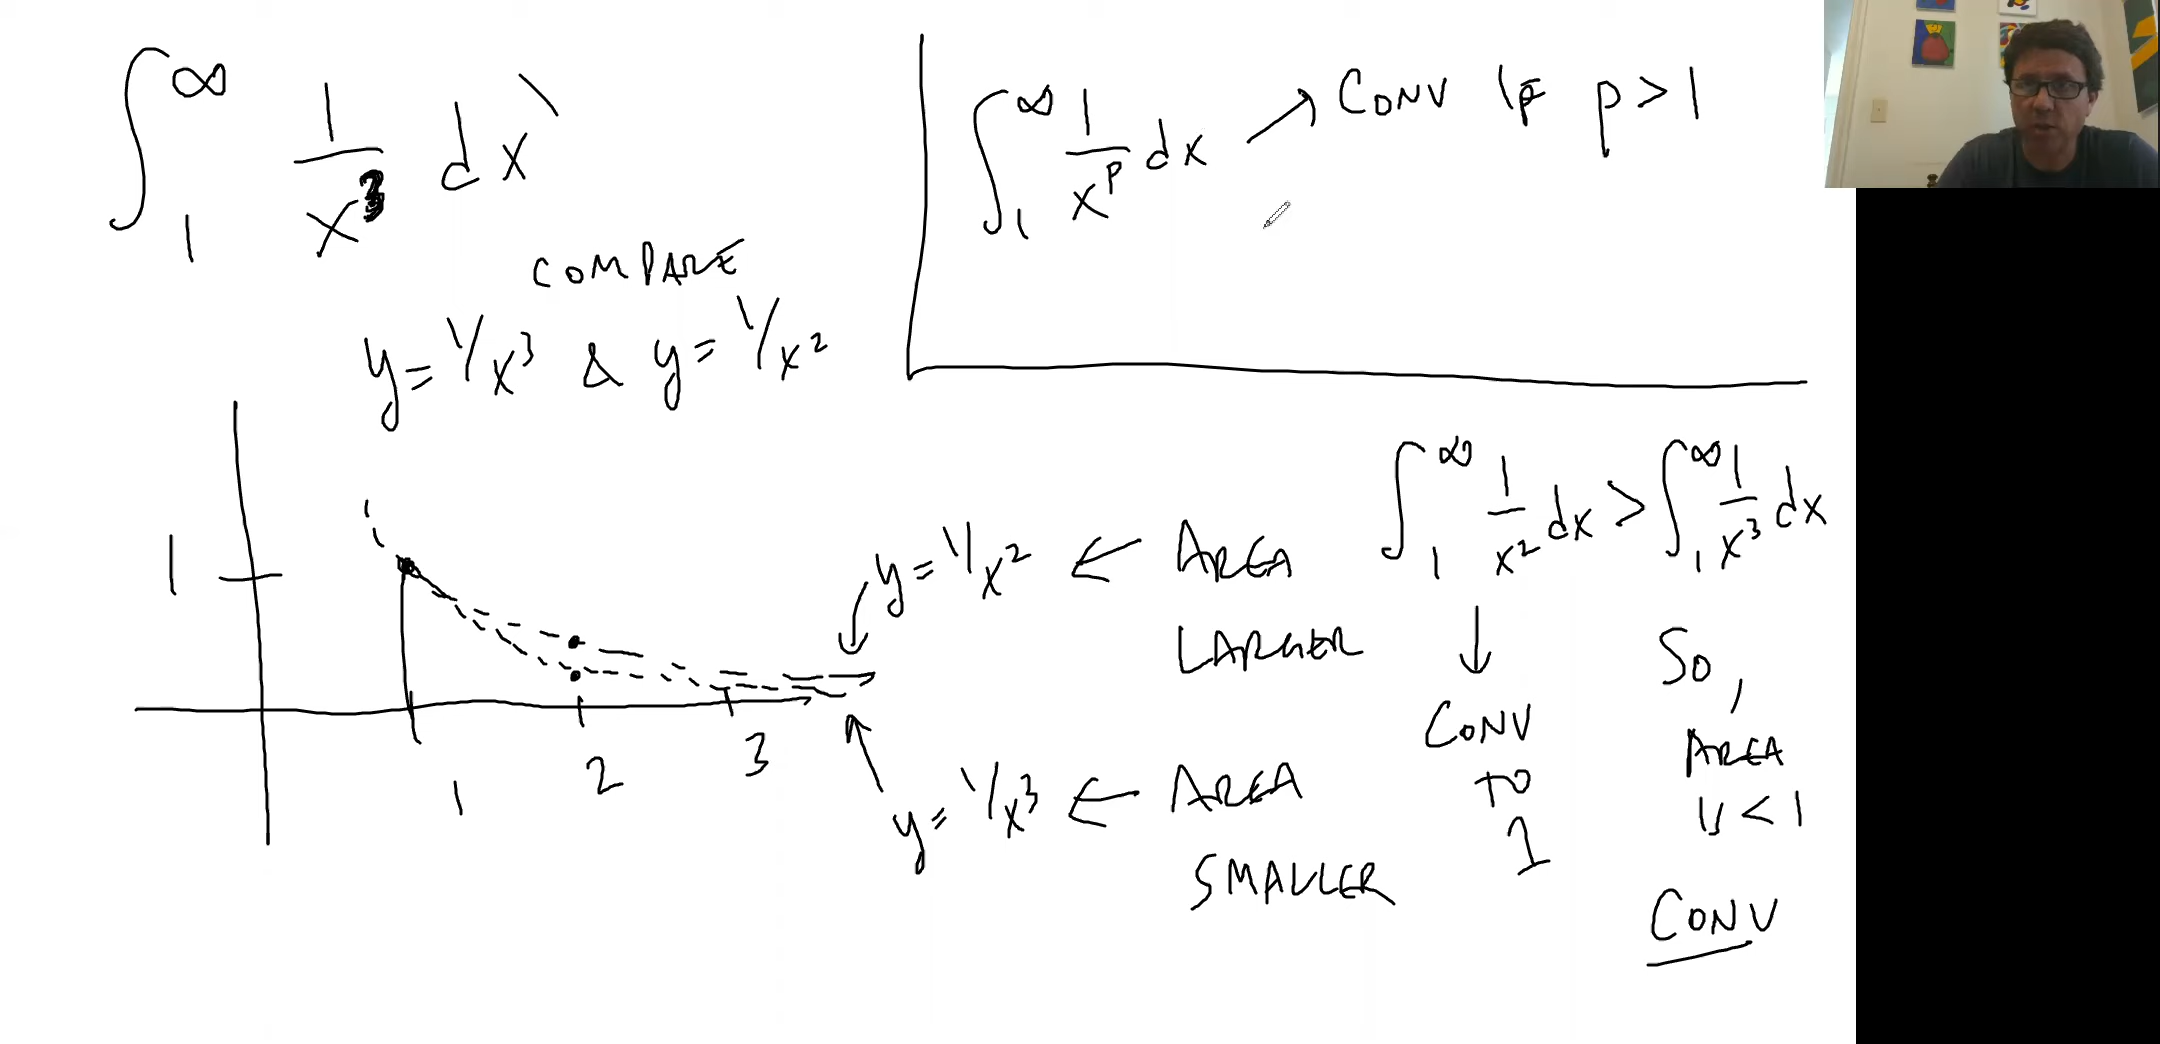 ∫₁^∞ 1/x³ dx
COMPARE
y = 1/x³ & y = 1/x²
∫₁^∞ 1/x^p dx → CONV IF p > 1
1
1
2
3
y = 1/x² ← AREA
LARGER
y = 1/x³ ← AREA
SMALLER
∫₁^∞ 1/x² dx > ∫₁^∞ 1/x³ dx
↓
CONV
TO
1
So,
AREA
is < 1
CONV